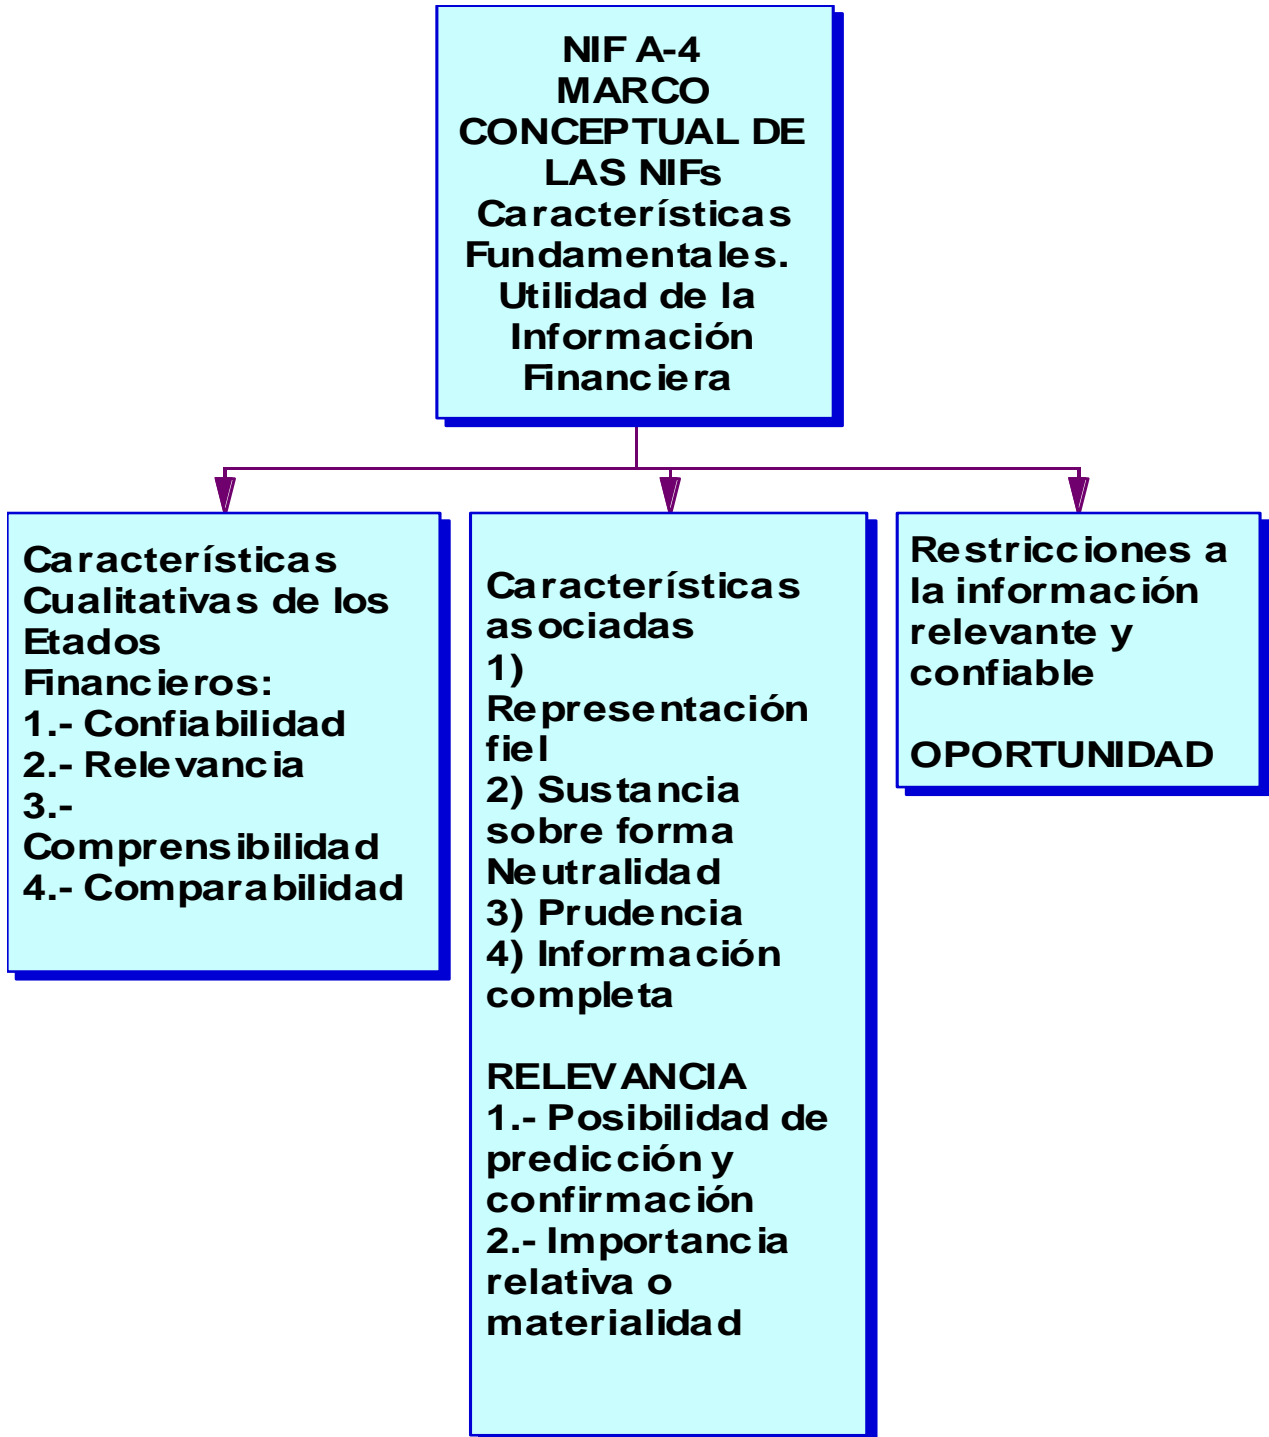 NIF A-4
MARCO
CONCEPTUAL DE
LAS NIFs
Características
Fundamentales.
Utilidad de la
Información
Financiera
Características
Cualitativas de los
Etados
Financieros:
1.- Confiabilidad
2.- Relevancia
3.-
Comprensibilidad
4.- Comparabilidad
Características
asociadas
1)
Representación
fiel
2) Sustancia
sobre forma
Neutralidad
3) Prudencia
4) Información
completa
RELEVANCIA
1.- Posibilidad de
predicción y
confirmación
2.- Importancia
relativa o
materialidad
Restricciones a
la información
relevante y
confiable
OPORTUNIDAD